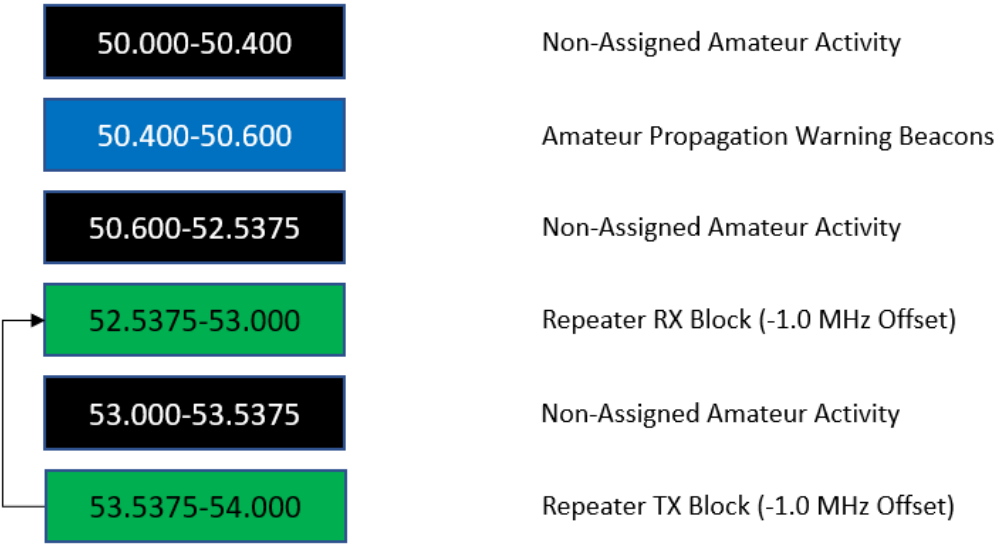 50.000-50.400 Non-Assigned Amateur Activity
50.400-50.600 Amateur Propagation Warning Beacons
50.600-52.5375 Non-Assigned Amateur Activity
52.5375-53.000 Repeater RX Block (-1.0 MHz Offset)
53.000-53.5375 Non-Assigned Amateur Activity
53.5375-54.000 Repeater TX Block (-1.0 MHz Offset)